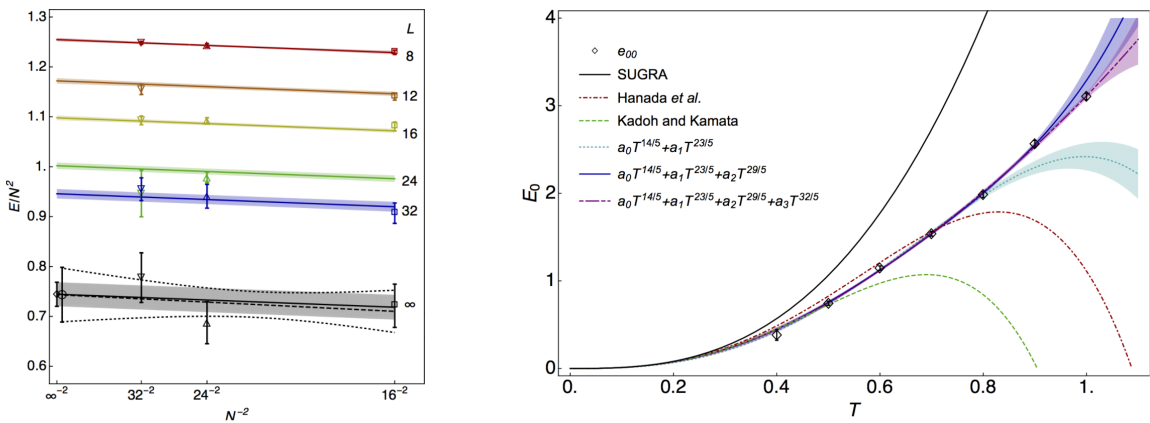 1.3
1.2
1.1
1.
0.9
0.8
0.7
0.6
E/N²
L
8
12
16
24
32
∞
∞⁻²
32⁻²
24⁻²
16⁻²
N⁻²
4
3
2
1
0
E₀
e₀₀
SUGRA
Hanada et al.
Kadoh and Kamata
a₀T^14/5+a₁T^23/5
a₀T^14/5+a₁T^23/5+a₂T^29/5
a₀T^14/5+a₁T^23/5+a₂T^29/5+a₃T^32/5
0.
0.2
0.4
0.6
0.8
1.
T